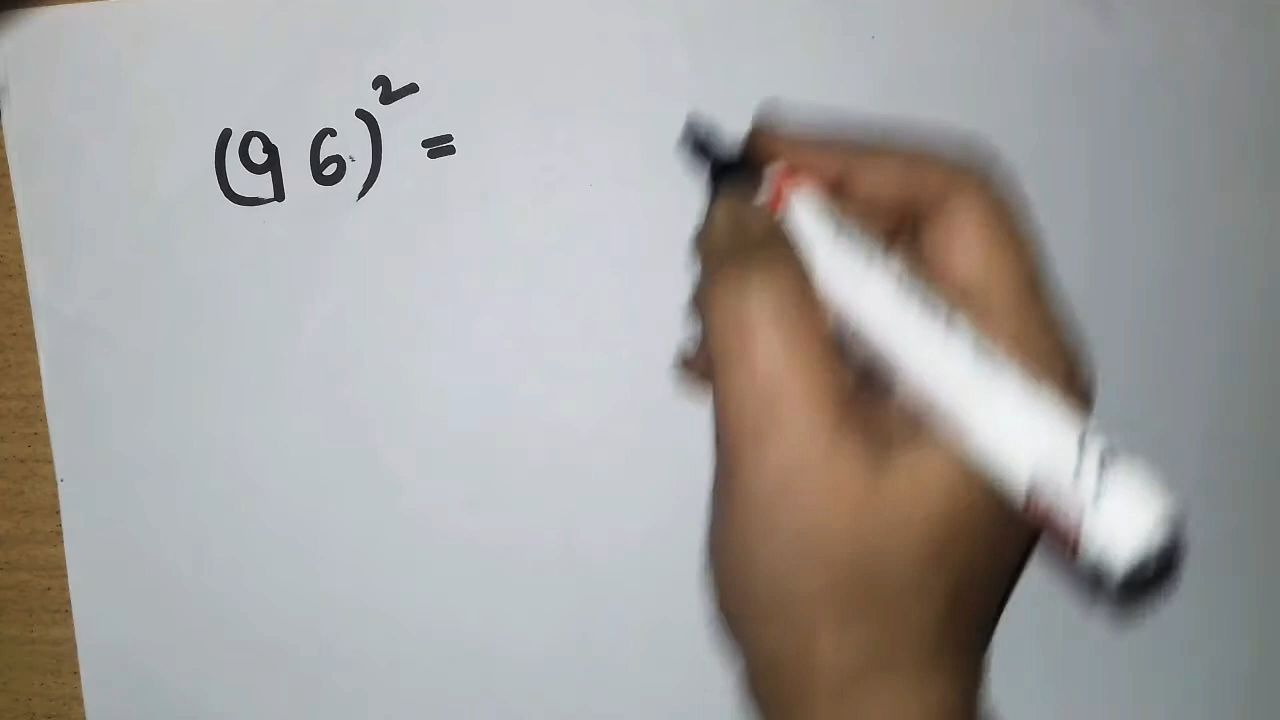 (96)² =